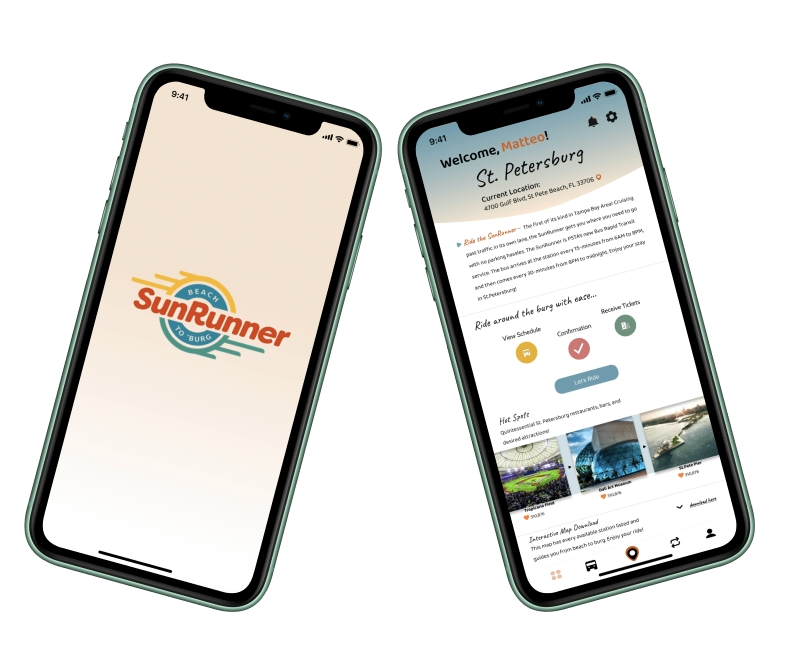 9:41
BEACH
SunRunner
TO 'BURG
9:41
Welcome, Matteo!
St. Petersburg
Current Location:
4700 Gulf Blvd, St Pete Beach, FL 33706
Ride the SunRunner— The first of its kind in Tampa Bay Area! Cruising
past traffic in its own lane, the SunRunner gets you where you need to go
with no parking hassles. The SunRunner is PSTA's new Bus Rapid Transit
service. The bus arrives at the station every 15-minutes from 6AM to 8PM,
and then comes every 30-minutes from 8PM to midnight. Enjoy your stay
in St.Petersburg!
Ride around the burg with ease...
View Schedule
Confirmation
Receive Tickets
Let's Ride
Hot Spots
Quintessential St. Petersburg restaurants, bars, and
desired attractions!
Tropicana Field
Dali Art Museum
St.Pete Pier
Interactive Map Download
This map has every available station listed and
guides you from beach to burg. Enjoy your ride!
download here